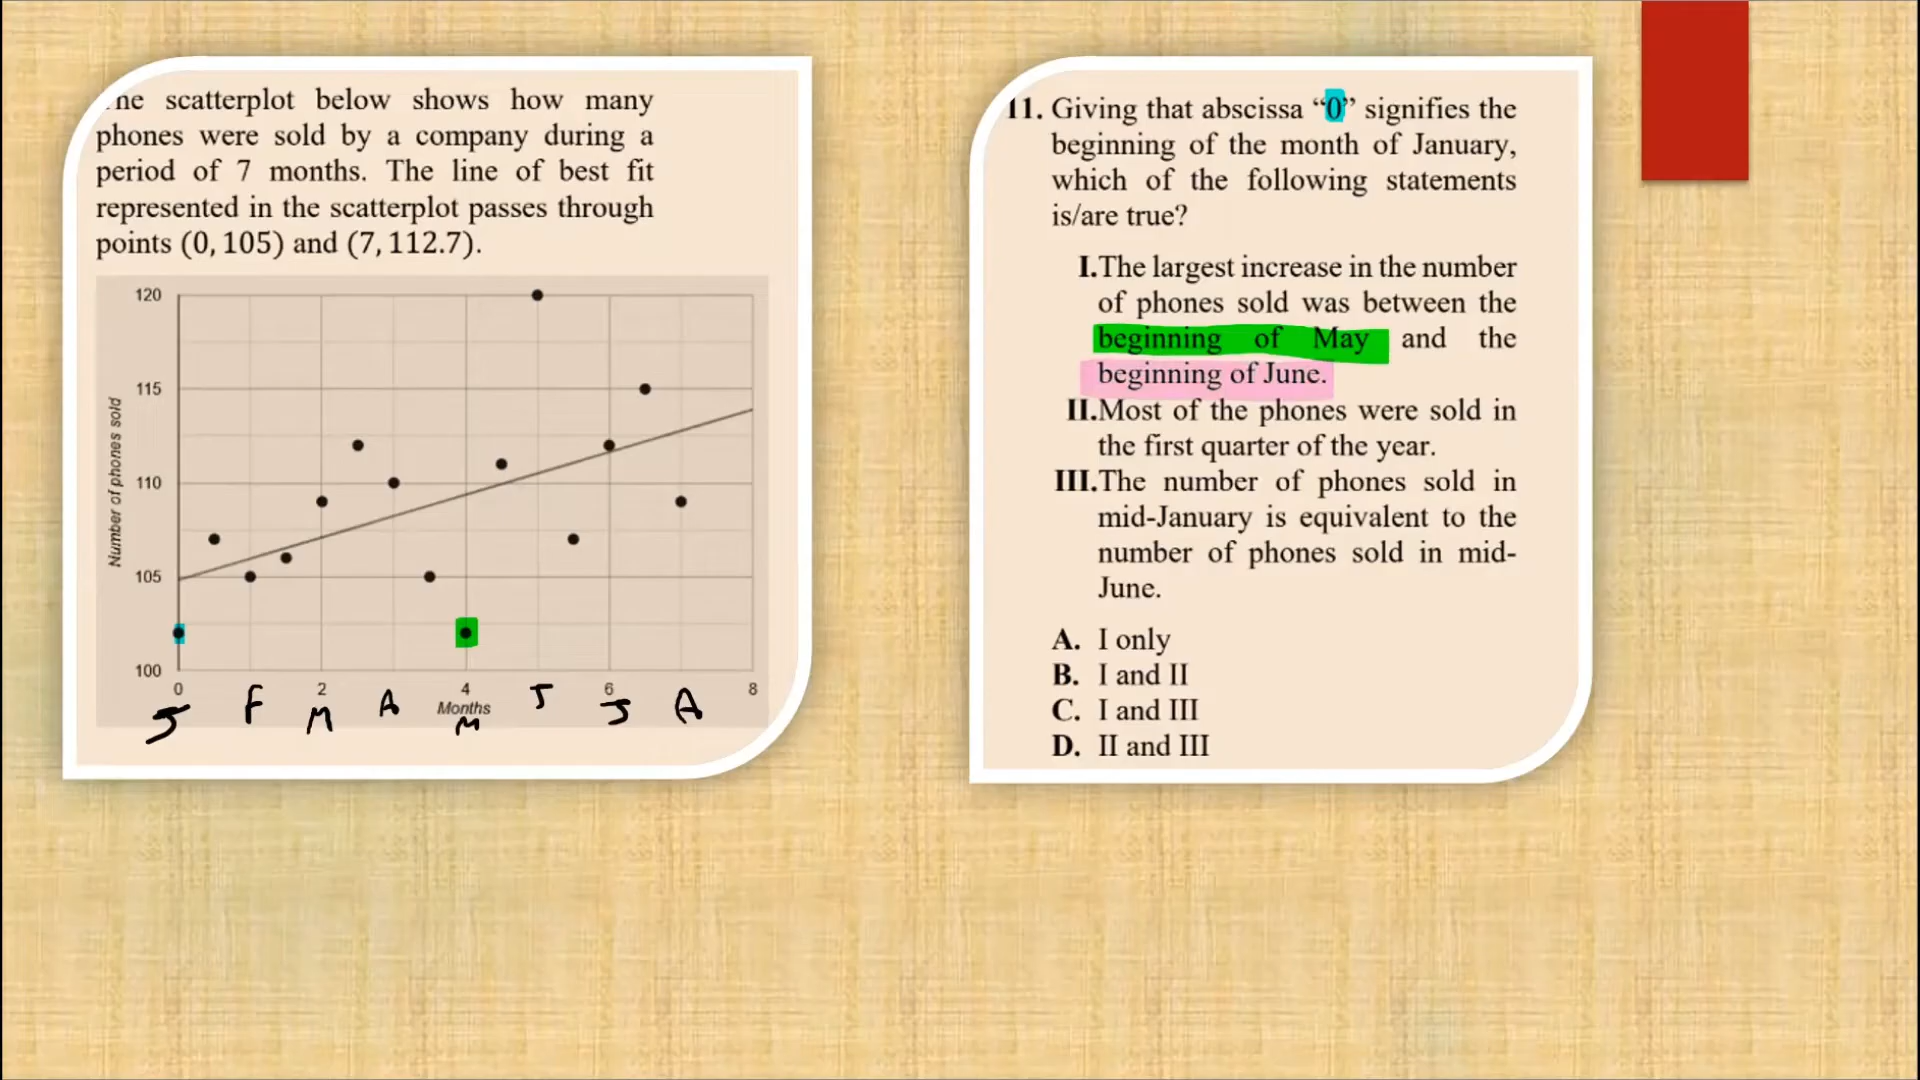 he scatterplot below shows how many
phones were sold by a company during a
period of 7 months. The line of best fit
represented in the scatterplot passes through
points (0, 105) and (7, 112.7).
120
115
110
105
100
Number of phones sold
0 2 4 6 8
Months
J F M A M J J A
11. Giving that abscissa “0” signifies the
beginning of the month of January,
which of the following statements
is/are true?
I.The largest increase in the number
of phones sold was between the
beginning of May and the
beginning of June.
II.Most of the phones were sold in
the first quarter of the year.
III.The number of phones sold in
mid-January is equivalent to the
number of phones sold in mid-
June.
A. I only
B. I and II
C. I and III
D. II and III